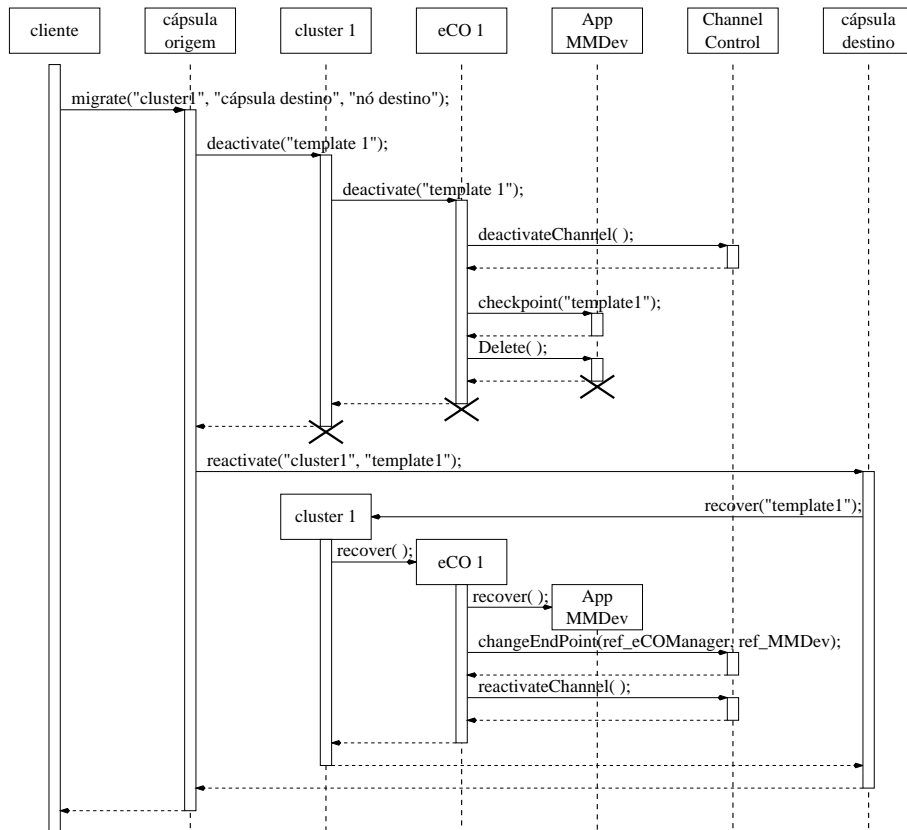 cliente
cápsula
origem
cluster 1
eCO 1
App
MMDev
Channel
Control
cápsula
destino
migrate("cluster1", "cápsula destino", "nó destino");
deactivate("template 1");
deactivate("template 1");
deactivateChannel( );
checkpoint("template1");
Delete( );
reactivate("cluster1", "template1");
recover("template1");
cluster 1
recover( );
eCO 1
recover( );
App
MMDev
changeEndPoint(ref_eCOManager, ref_MMDev);
reactivateChannel( );